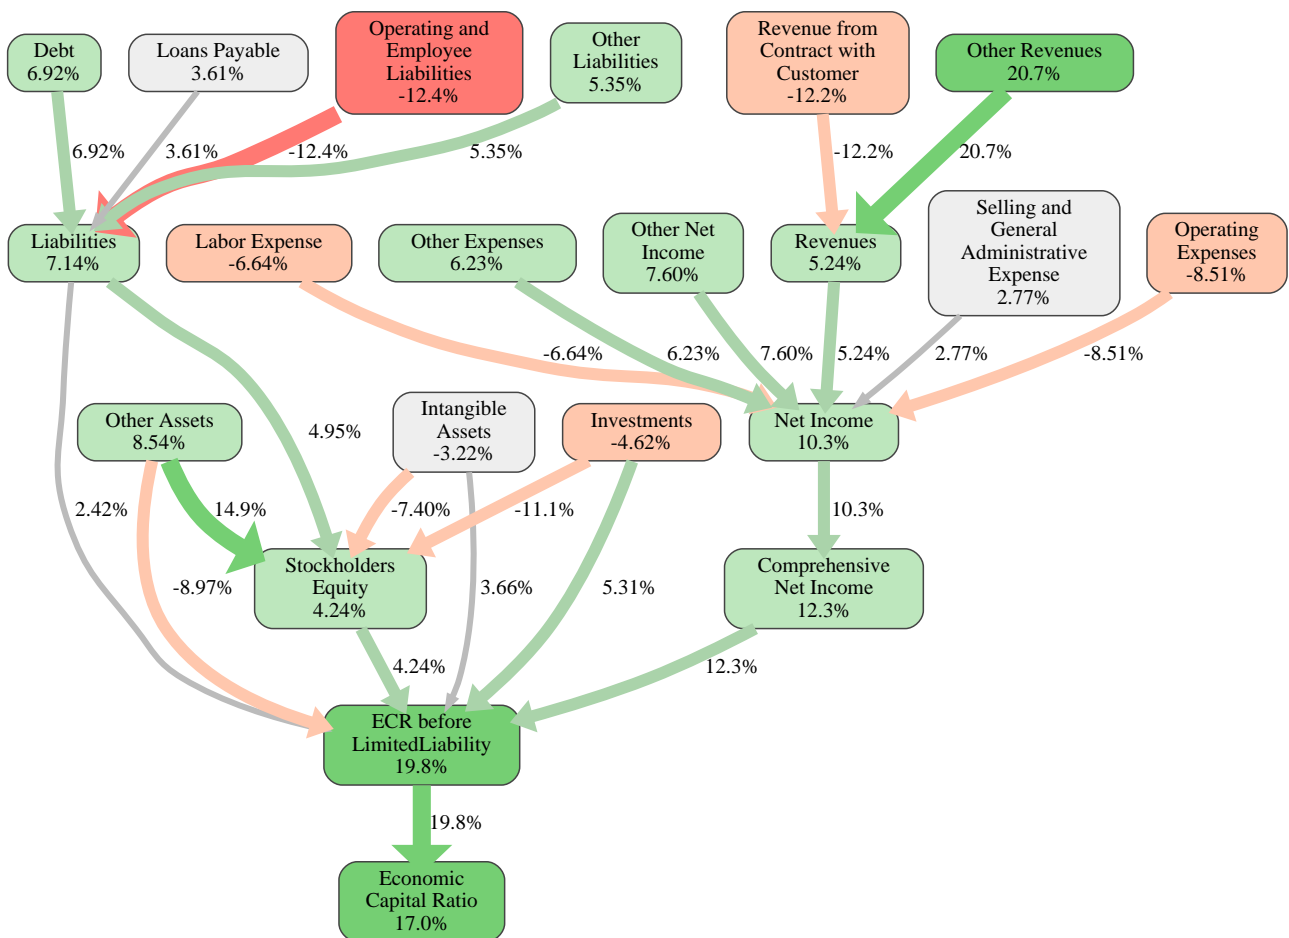 Debt
6.92%
Loans Payable
3.61%
Operating and
Employee
Liabilities
-12.4%
Other
Liabilities
5.35%
Revenue from
Contract with
Customer
-12.2%
Other Revenues
20.7%
6.92%
3.61%
-12.4%
5.35%
-12.2%
20.7%
Liabilities
7.14%
Labor Expense
-6.64%
Other Expenses
6.23%
Other Net
Income
7.60%
Revenues
5.24%
Selling and
General
Administrative
Expense
2.77%
Operating
Expenses
-8.51%
-6.64%
6.23%
7.60%
5.24%
2.77%
-8.51%
Other Assets
8.54%
4.95%
Intangible
Assets
-3.22%
Investments
-4.62%
Net Income
10.3%
2.42%
14.9%
-7.40%
-11.1%
10.3%
-8.97%
Stockholders
Equity
4.24%
3.66%
5.31%
Comprehensive
Net Income
12.3%
4.24%
12.3%
ECR before
LimitedLiability
19.8%
19.8%
Economic
Capital Ratio
17.0%